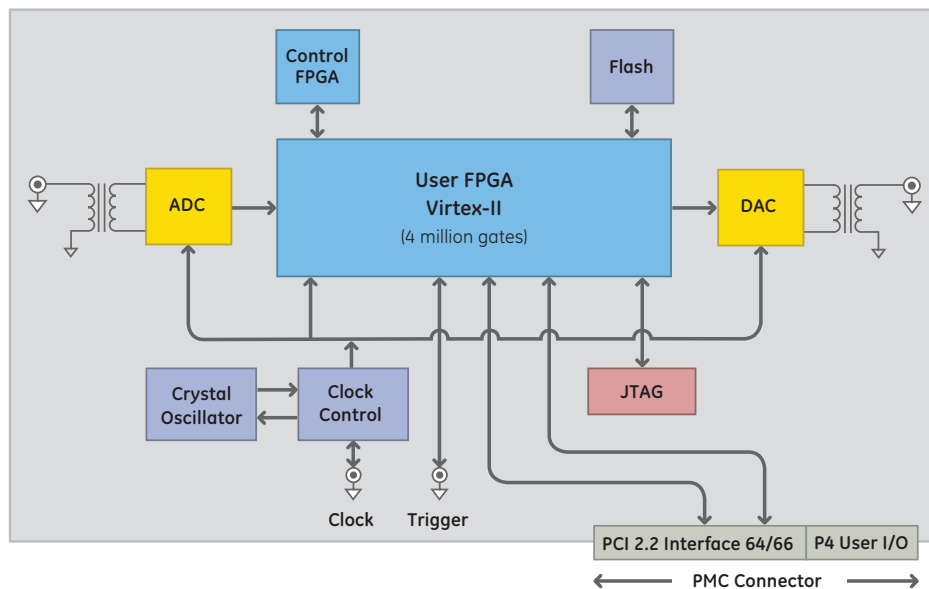 Control
FPGA
Flash
User FPGA
Virtex-II
(4 million gates)
ADC
DAC
Crystal
Oscillator
Clock
Control
JTAG
Clock
Trigger
PCI 2.2 Interface 64/66
P4 User I/O
PMC Connector